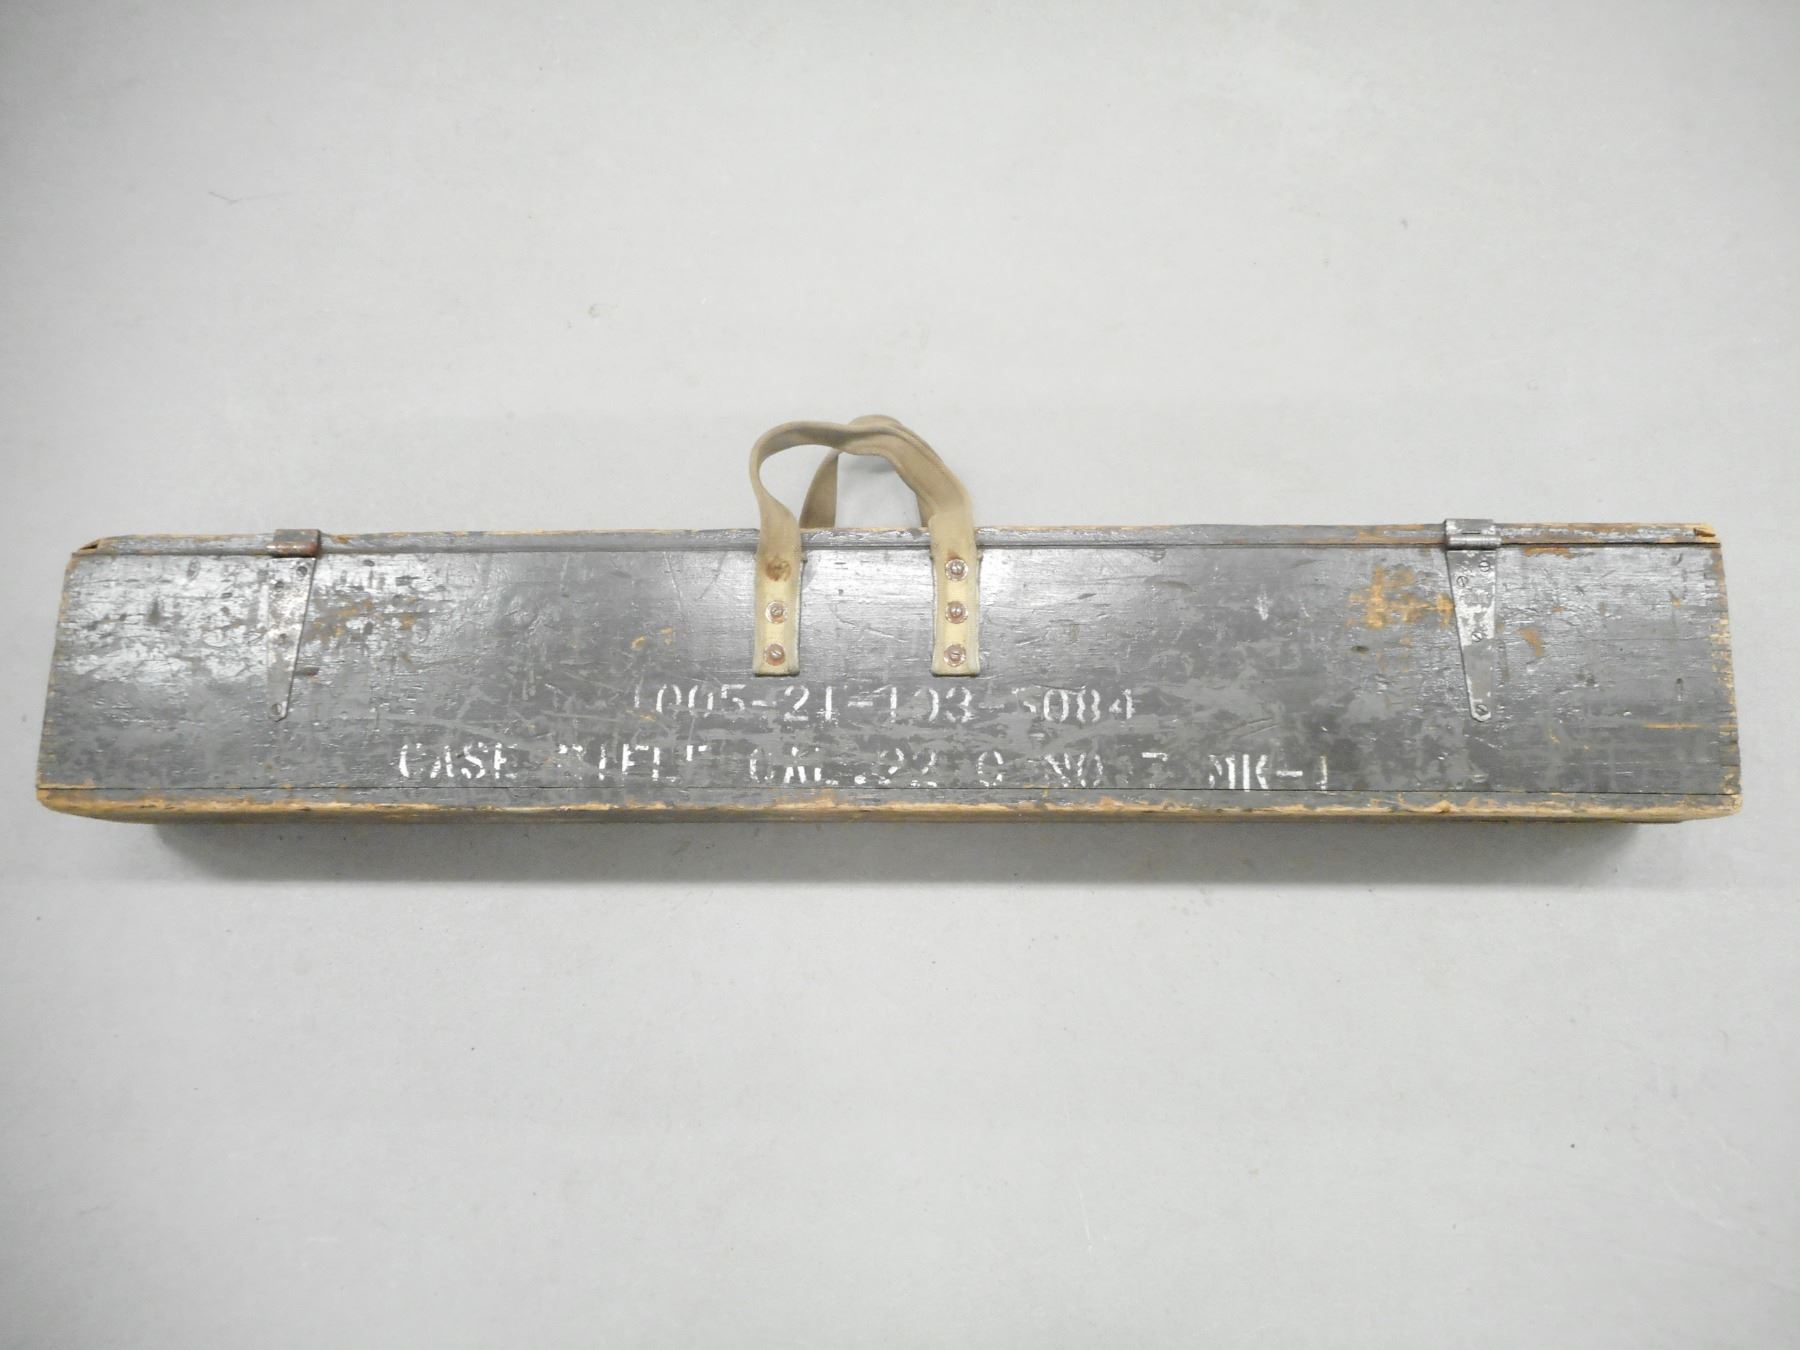 1005-21-103-5084
CASE RIFLE CAL .22 C NO. 7 MK-1